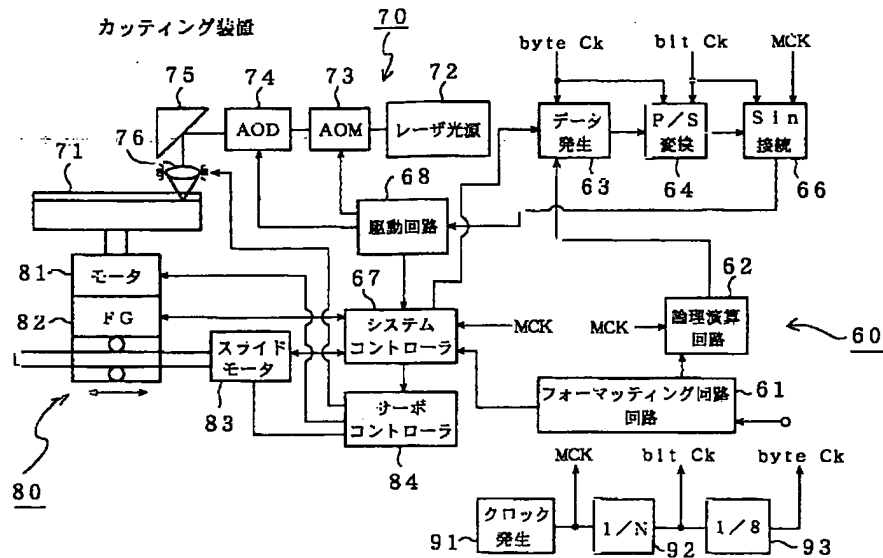 カッティング装置
70
byte Ck
bit Ck
MCK
75
74
73
72
AOD
AOM
レーザ光源
データ
発生
P/S
変換
Sin
接続
63
64
66
71
76
68
駆動回路
81
モータ
82
FG
67
システム
コントローラ
MCK
スライド
モータ
83
サーボ
コントローラ
84
80
62
MCK
論理演算
回路
60
61
フォーマッティング回路
回路
MCK
bit Ck
byte Ck
91
クロック
発生
1/N
92
1/8
93